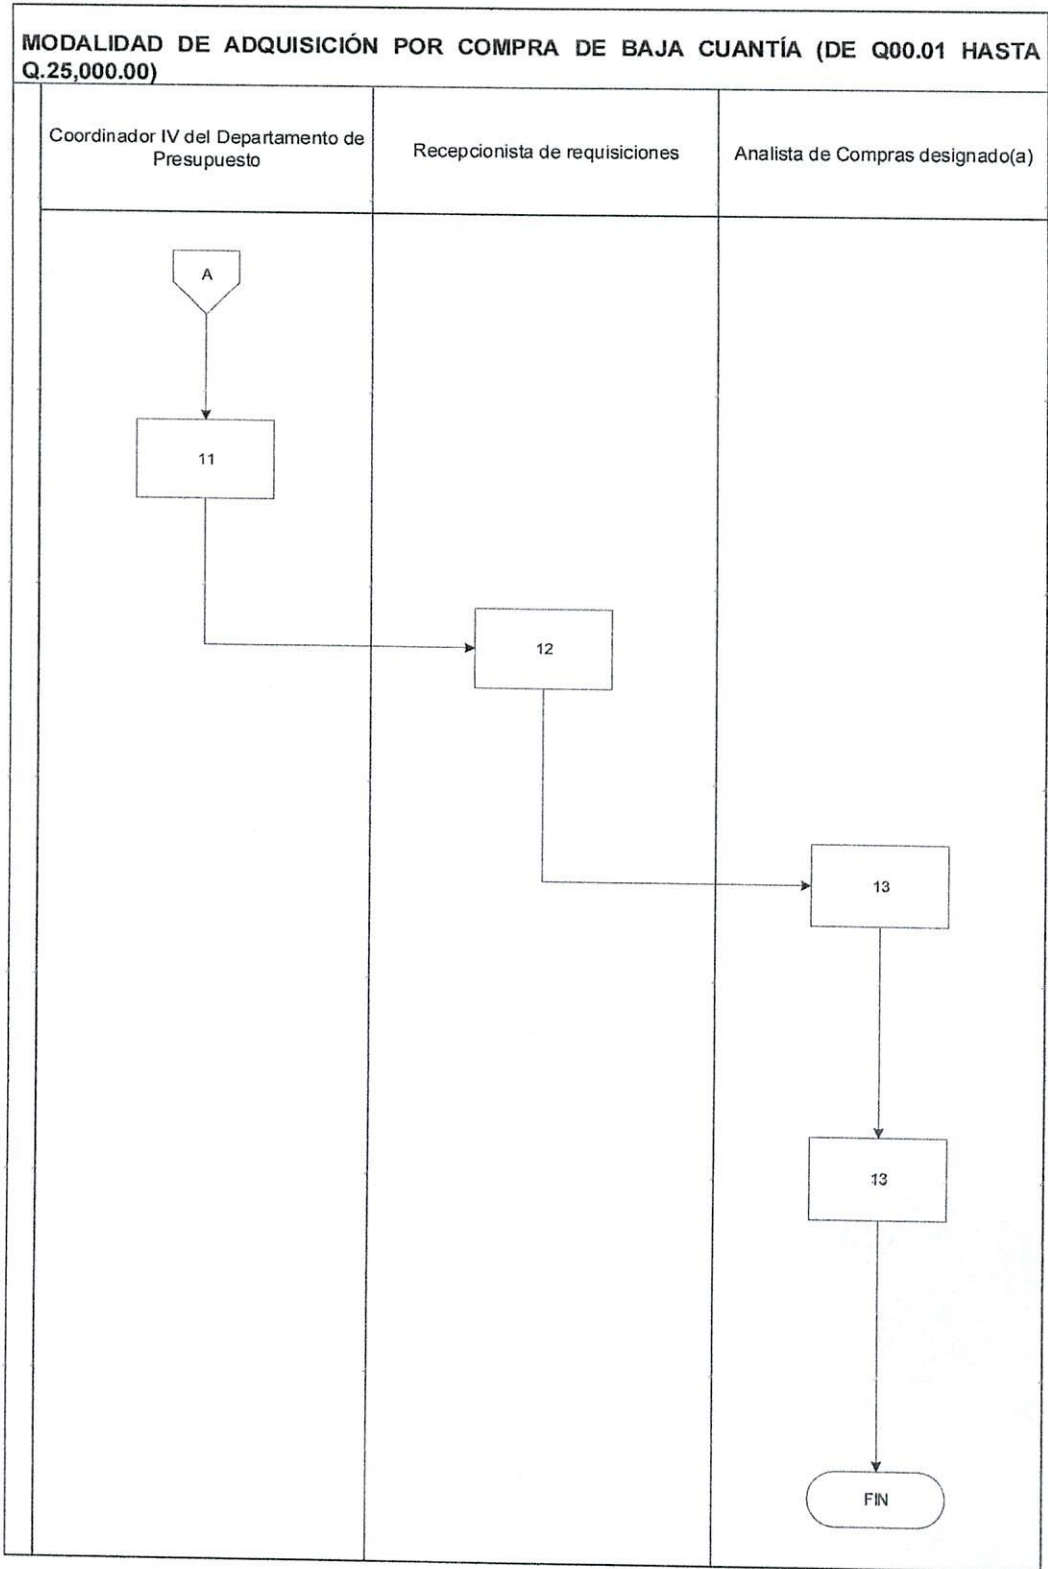 MODALIDAD DE ADQUISICIÓN POR COMPRA DE BAJA CUANTÍA (DE Q00.01 HASTA
Q.25,000.00)
Coordinador IV del Departamento de
Presupuesto
Recepcionista de requisiciones
Analista de Compras designado(a)
A
11
12
13
13
FIN